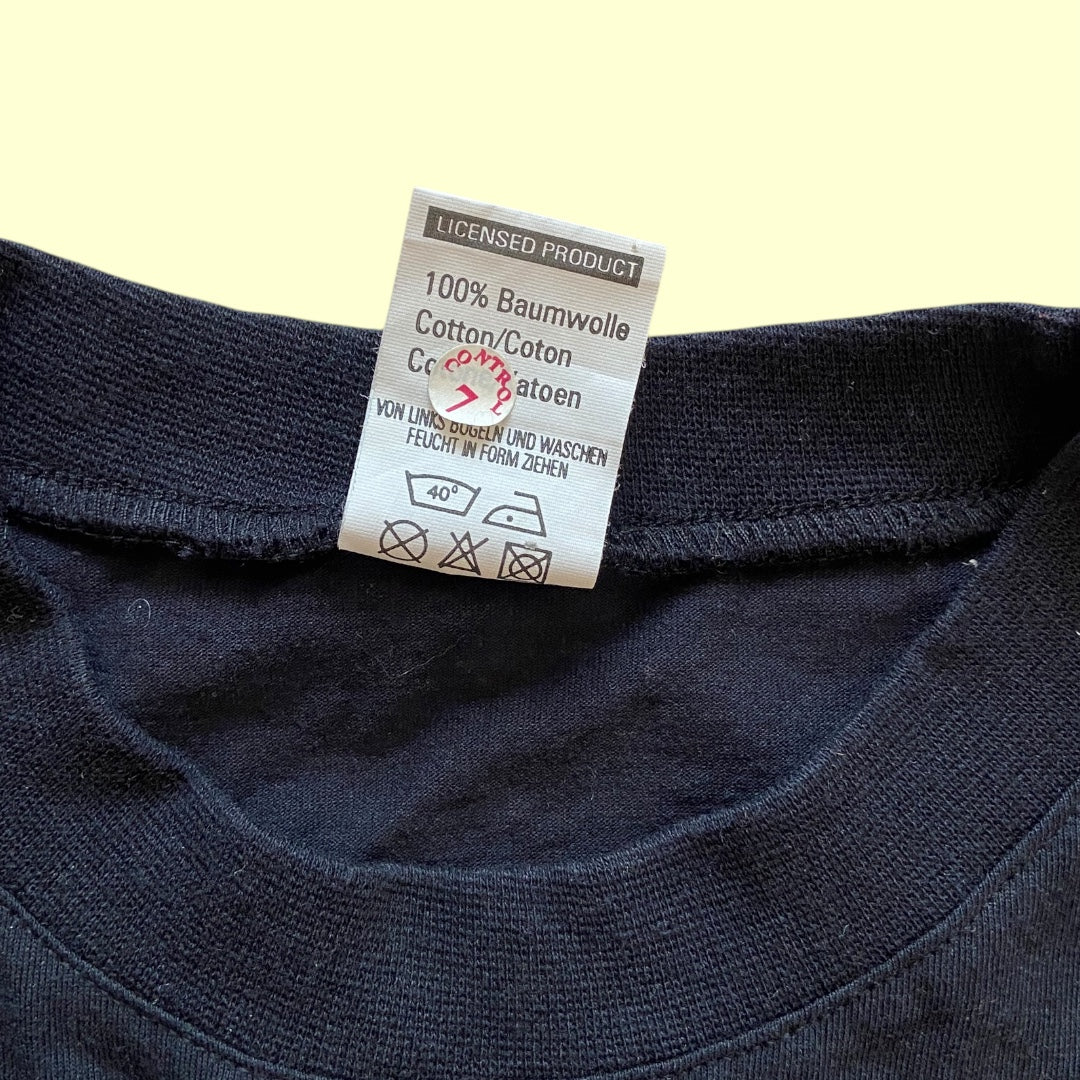 LICENSED PRODUCT
100% Baumwolle
Cotton/Coton
CONTROL
7
VON LINKS BÜGELN UND WASCHEN
FEUCHT IN FORM ZIEHEN
40°